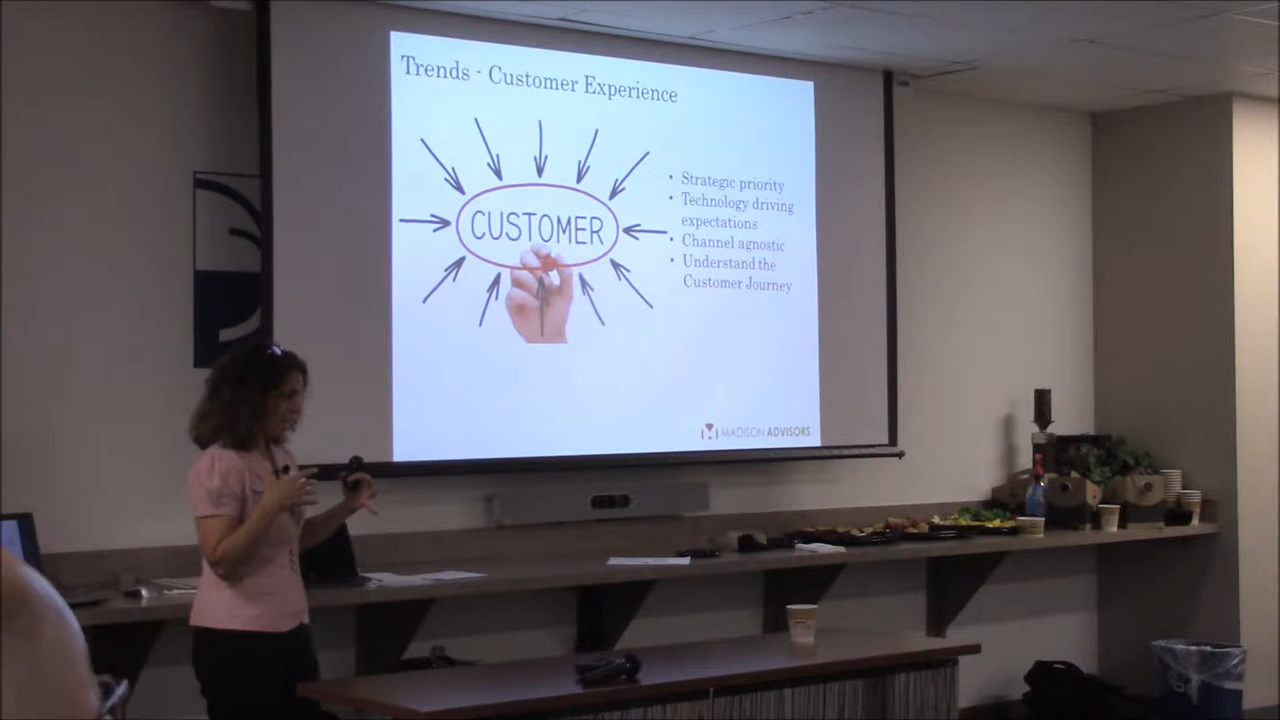 Trends - Customer Experience
CUSTOMER
• Strategic priority
• Technology driving
expectations
• Channel agnostic
• Understand the
Customer Journey
MADISON ADVISORS